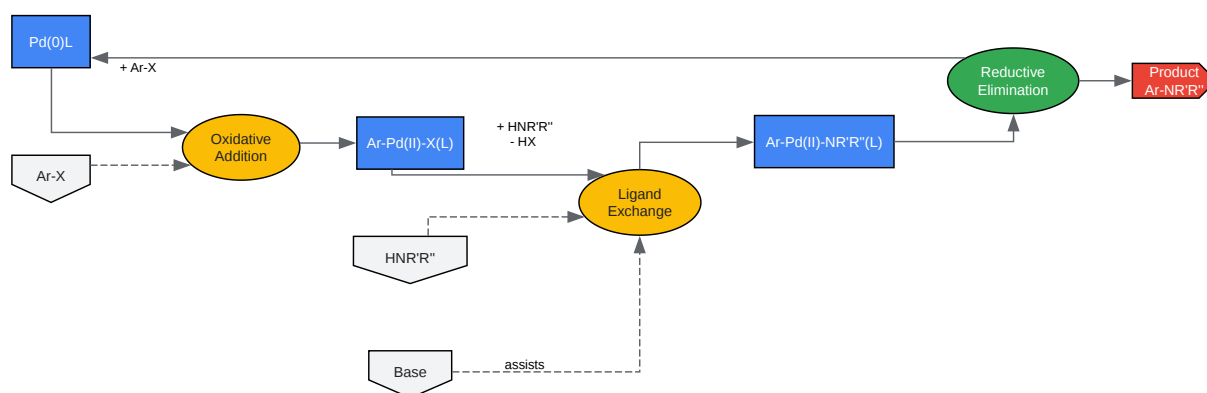 Pd(0)L
+ Ar-X
Reductive
Elimination
Product
Ar-NR'R"
Oxidative
Addition
Ar-Pd(II)-X(L)
+ HNR'R"
- HX
Ar-Pd(II)-NR'R"(L)
Ar-X
Ligand
Exchange
HNR'R"
Base
assists